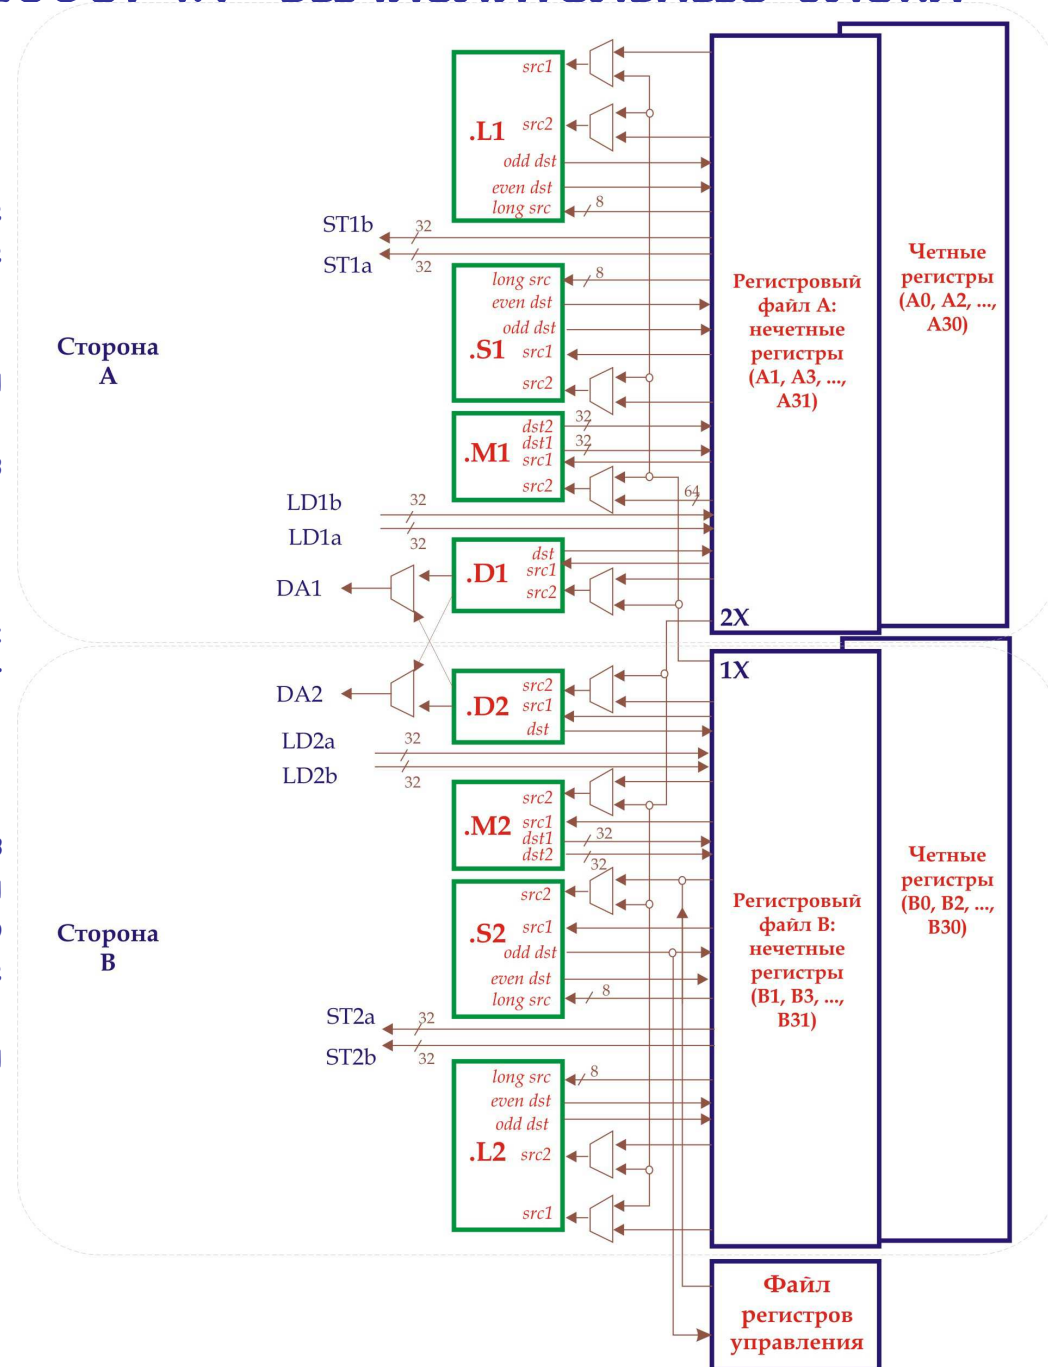 src1
.L1
src2
odd dst
even dst
long src
8
ST1b
32
ST1a
32
long src
8
even dst
odd dst
.S1
src1
src2
Сторона
А
dst2
32
dst1
32
.M1
src1
src2
64
LD1b
32
LD1a
32
dst
.D1
src1
src2
DA1
2X
Регистровый
файл А:
нечетные
регистры
(A1, A3, ...,
A31)
Четные
регистры
(A0, A2, ...,
A30)
1X
DA2
src2
.D2
src1
dst
LD2a
32
LD2b
32
src2
.M2
src1
dst1
32
dst2
32
src2
.S2
src1
odd dst
even dst
long src
8
Сторона
В
ST2a
32
ST2b
32
long src
8
even dst
odd dst
.L2
src2
src1
Регистровый
файл В:
нечетные
регистры
(B1, B3, ...,
B31)
Четные
регистры
(B0, B2, ...,
B30)
Файл
регистров
управления